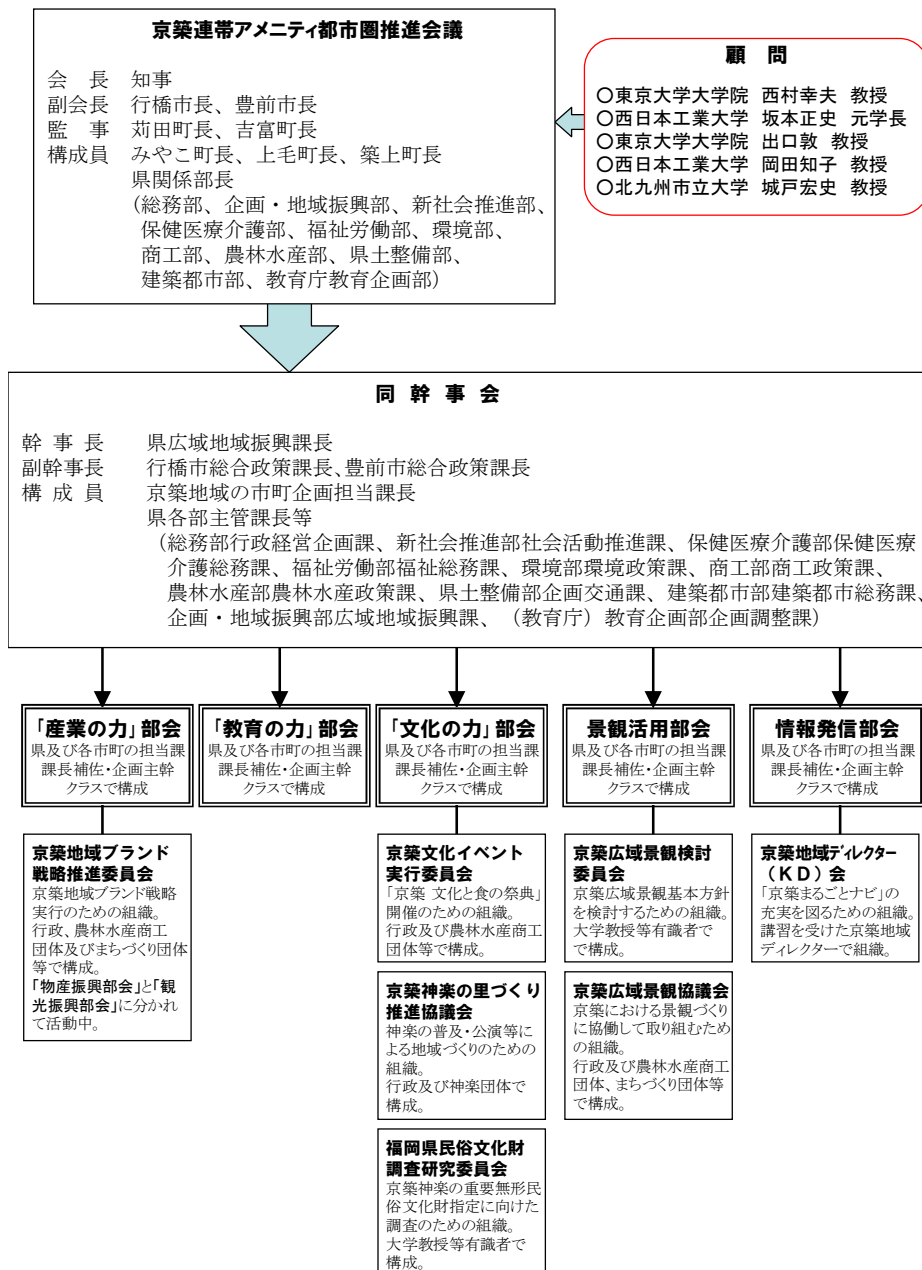 京築連帯アメニティ都市圏推進会議
会　長　知事
副会長　行橋市長、豊前市長
監　事　苅田町長、吉富町長
構成員　みやこ町長、上毛町長、築上町長
県関係部長
(総務部、企画・地域振興部、新社会推進部、
保健医療介護部、福祉労働部、環境部、
商工部、農林水産部、県土整備部、
建築都市部、教育庁教育企画部)
顧　問
○東京大学大学院　西村幸夫　教授
○西日本工業大学　坂本正史　元学長
○東京大学大学院　出口敦　教授
○西日本工業大学　岡田知子　教授
○北九州市立大学　城戸宏史　教授
同　幹　事　会
幹　事　長　県広域地域振興課長
副幹事長　行橋市総合政策課長、豊前市総合政策課長
構　成　員　京築地域の市町企画担当課長
県各部主管課長等
(総務部行政経営企画課、新社会推進部社会活動推進課、保健医療介護部保健医療
介護総務課、福祉労働部福祉総務課、環境部環境政策課、商工部商工政策課、
農林水産部農林水産政策課、県土整備部企画交通課、建築都市部建築都市総務課、
企画・地域振興部広域地域振興課、（教育庁）教育企画部企画調整課)
「産業の力」部会
県及び各市町の担当課
課長補佐・企画主幹
クラスで構成
「教育の力」部会
県及び各市町の担当課
課長補佐・企画主幹
クラスで構成
「文化の力」部会
県及び各市町の担当課
課長補佐・企画主幹
クラスで構成
景観活用部会
県及び各市町の担当課
課長補佐・企画主幹
クラスで構成
情報発信部会
県及び各市町の担当課
課長補佐・企画主幹
クラスで構成
京築地域ブランド
戦略推進委員会
京築地域ブランド戦略
実行のための組織。
行政、農林水産商工
団体及びまちづくり団体
等で構成。
「物産振興部会」と「観
光振興部会」に分かれ
て活動中。
京築文化イベント
実行委員会
「京築 文化と食の祭典」
開催のための組織。
行政及び農林水産商工
団体等で構成。
京築神楽の里づくり
推進協議会
神楽の普及・公演等に
よる地域づくりのための
組織。
行政及び神楽団体で
構成。
福岡県民俗文化財
調査研究委員会
京築神楽の重要無形民
俗文化財指定に向けた
調査のための組織。
大学教授等有識者で
構成。
京築広域景観検討
委員会
京築広域景観基本方針
を検討するための組織。
大学教授等有識者で
で構成。
京築広域景観協議会
京築における景観づくり
に協働して取り組むため
の組織。
行政及び農林水産商工
団体、まちづくり団体等
で構成。
京築地域ディレクター
（ＫＤ）会
「京築まるごとナビ」の
充実を図るための組織。
講習を受けた京築地域
ディレクターで組織。